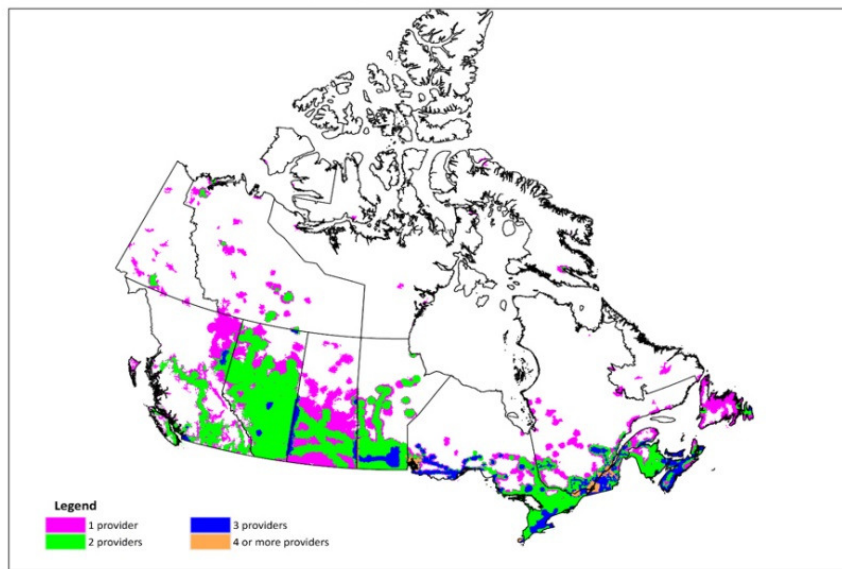 Legend
1 provider
3 providers
2 providers
4 or more providers